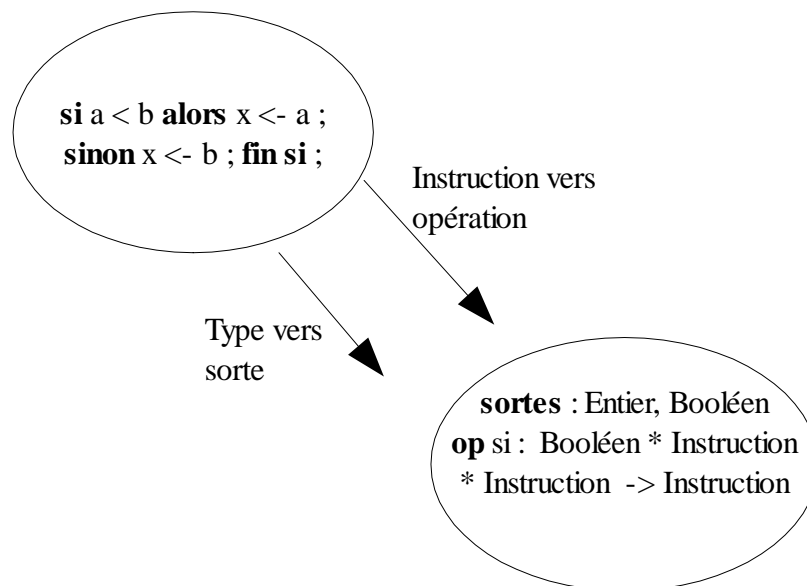 si a < b alors x <- a ;
sinon x <- b ; fin si ;
Instruction vers
opération
Type vers
sorte
sortes : Entier, Booléen
op si : Booléen * Instruction
* Instruction -> Instruction